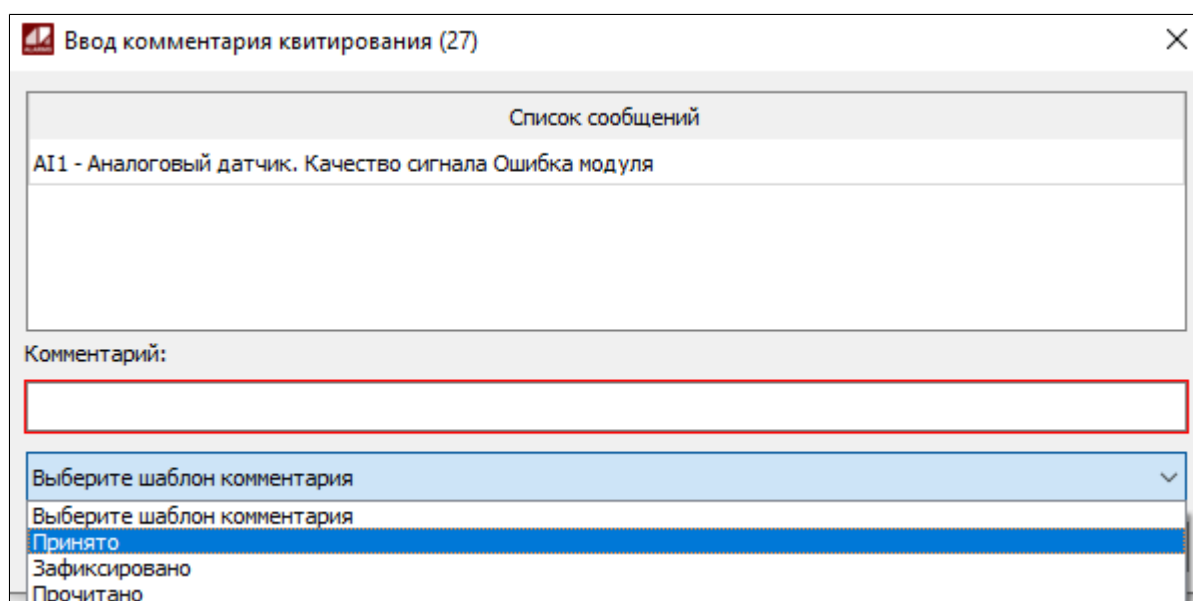 Ввод комментария квитирования (27)
Список сообщений
AI1 - Аналоговый датчик. Качество сигнала Ошибка модуля
Комментарий:
Выберите шаблон комментария
Выберите шаблон комментария
Принято
Зафиксировано
Прочитано